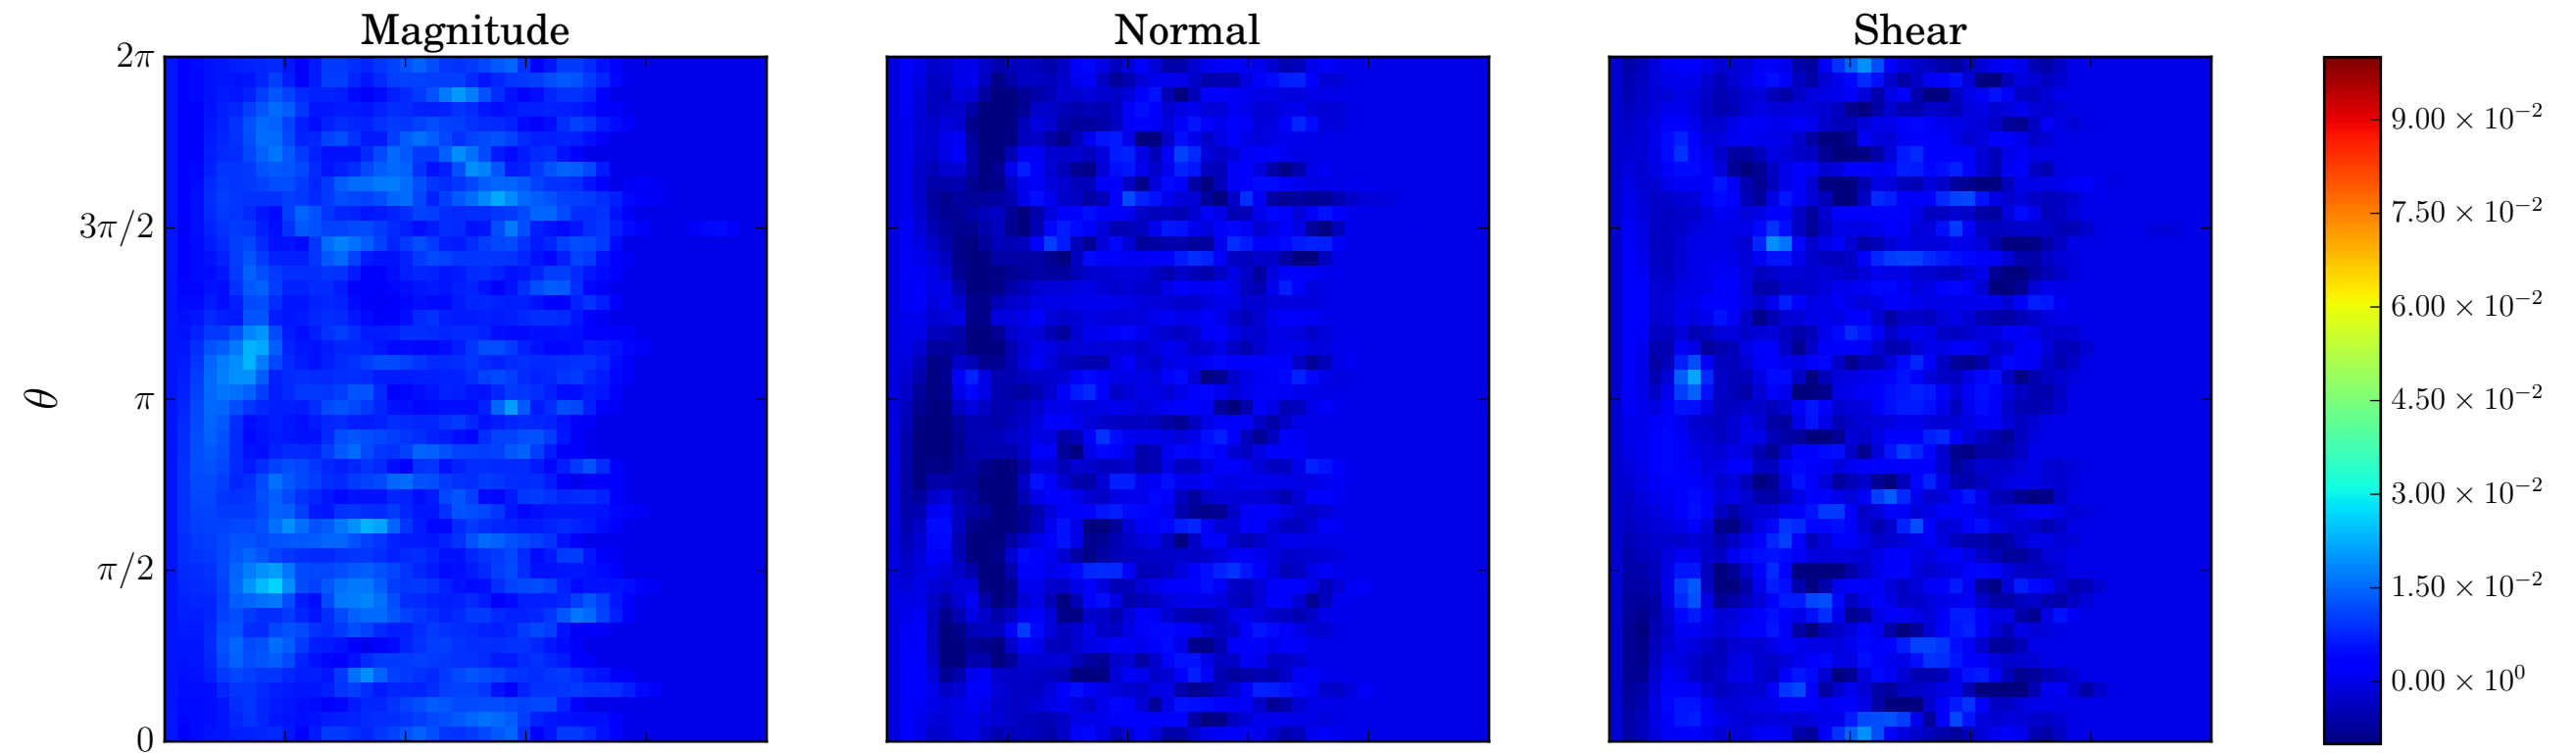 Magnitude
Normal
Shear
2π
3π/2
π
π/2
0
θ
9.00 × 10⁻²
7.50 × 10⁻²
6.00 × 10⁻²
4.50 × 10⁻²
3.00 × 10⁻²
1.50 × 10⁻²
0.00 × 10⁰